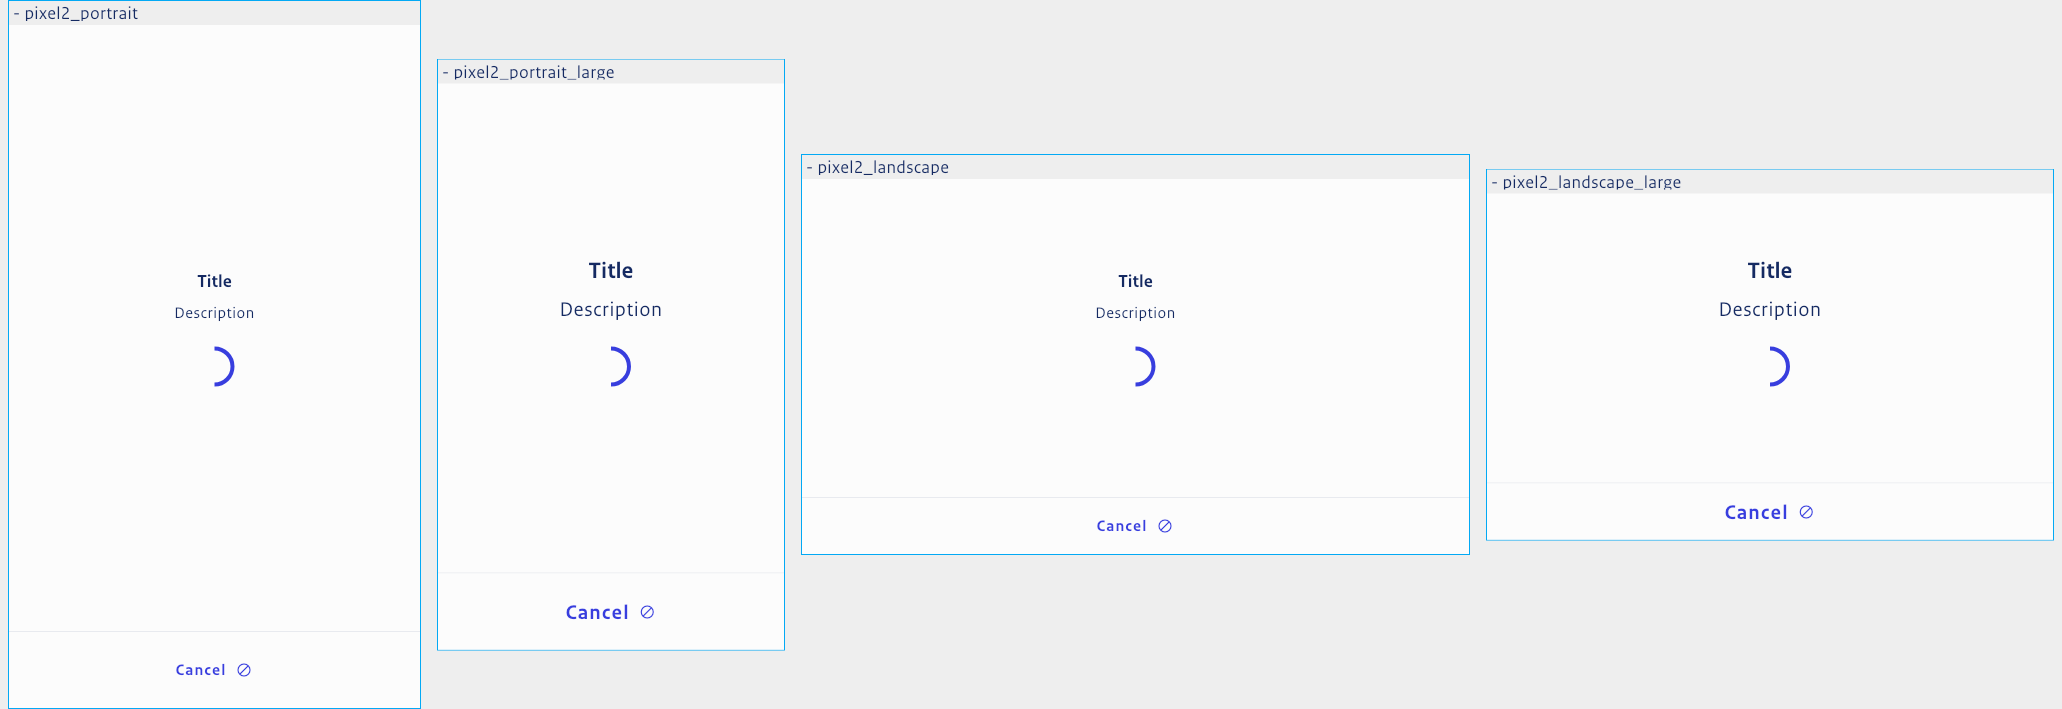 - pixel2_portrait
Title
Description
Cancel
- pixel2_portrait_large
Title
Description
Cancel
- pixel2_landscape
Title
Description
Cancel
- pixel2_landscape_large
Title
Description
Cancel